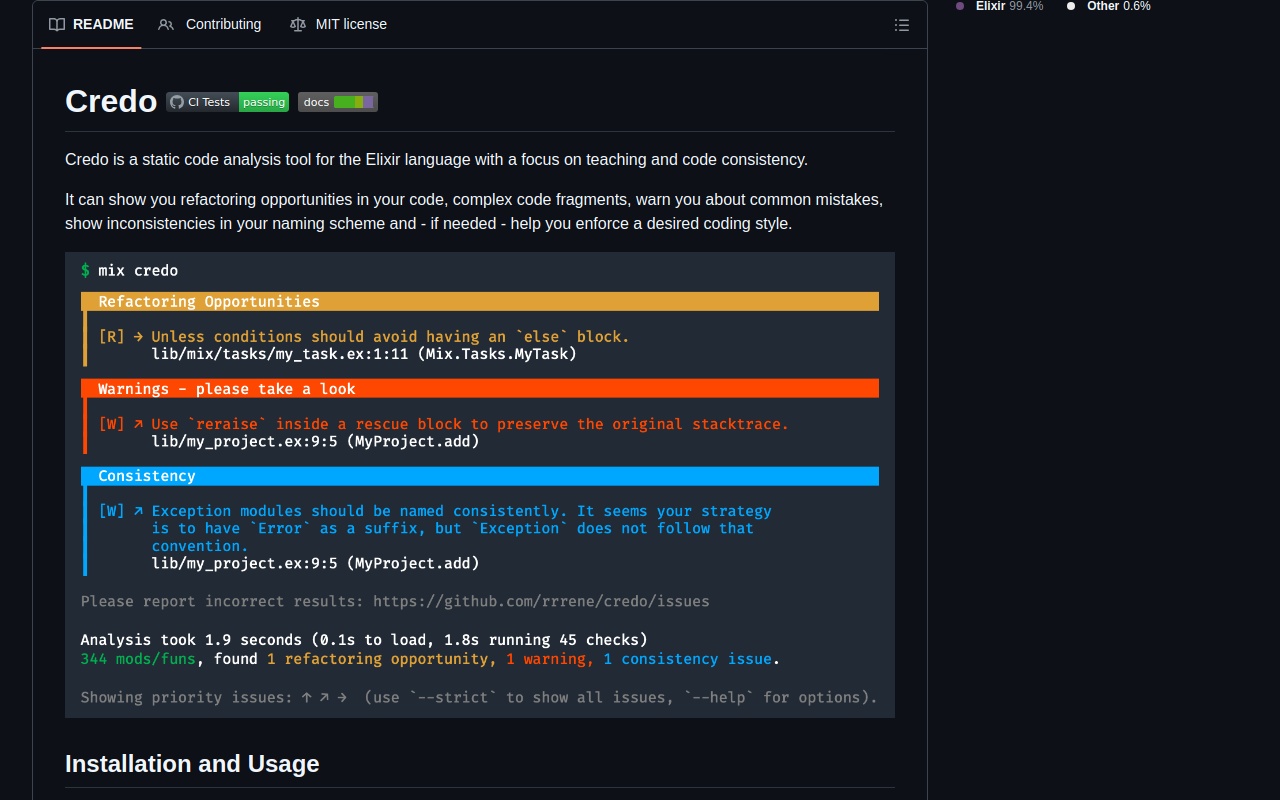 README Contributing MIT license
Elixir 99.4% Other 0.6%
Credo CI Tests passing docs
Credo is a static code analysis tool for the Elixir language with a focus on teaching and code consistency.
It can show you refactoring opportunities in your code, complex code fragments, warn you about common mistakes,
show inconsistencies in your naming scheme and - if needed - help you enforce a desired coding style.
$ mix credo
Refactoring Opportunities
[R] → Unless conditions should avoid having an `else` block.
lib/mix/tasks/my_task.ex:1:11 (Mix.Tasks.MyTask)
Warnings - please take a look
[W] ↗ Use `reraise` inside a rescue block to preserve the original stacktrace.
lib/my_project.ex:9:5 (MyProject.add)
Consistency
[W] ↗ Exception modules should be named consistently. It seems your strategy
is to have `Error` as a suffix, but `Exception` does not follow that
convention.
lib/my_project.ex:9:5 (MyProject.add)
Please report incorrect results: https://github.com/rrrene/credo/issues
Analysis took 1.9 seconds (0.1s to load, 1.8s running 45 checks)
344 mods/funs, found 1 refactoring opportunity, 1 warning, 1 consistency issue.
Showing priority issues: ↑ ↗ → (use `--strict` to show all issues, `--help` for options).
Installation and Usage